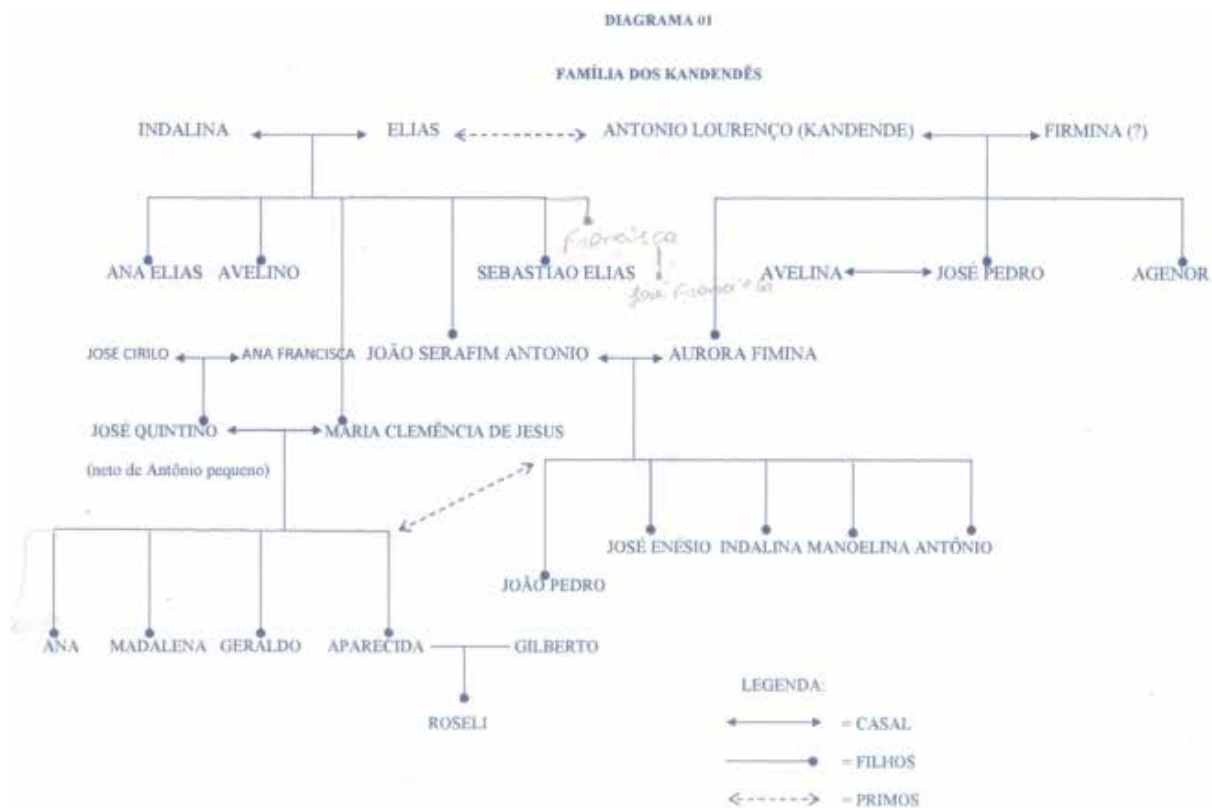 DIAGRAMA 01
FAMÍLIA DOS KANDENDÊS
INDALINA ELIAS ANTONIO LOURENÇO (KANDENDE) FIRMINA (?)
Francisca
ANA ELIAS AVELINO SEBASTIAO ELIAS AVELINA JOSÉ PEDRO AGENOR
José
JOSE CIRILO ANA FRANCISCA JOÃO SERAFIM ANTONIO AURORA FIMINA
JOSÉ QUINTINO MARIA CLEMÊNCIA DE JESUS
(neto de Antônio pequeno)
JOSÉ ENÉSIO INDALINA MANOELINA ANTÔNIO
JOÃO PEDRO
ANA MADALENA GERALDO APARECIDA GILBERTO
ROSELI
LEGENDA:
= CASAL
= FILHOS
= PRIMOS